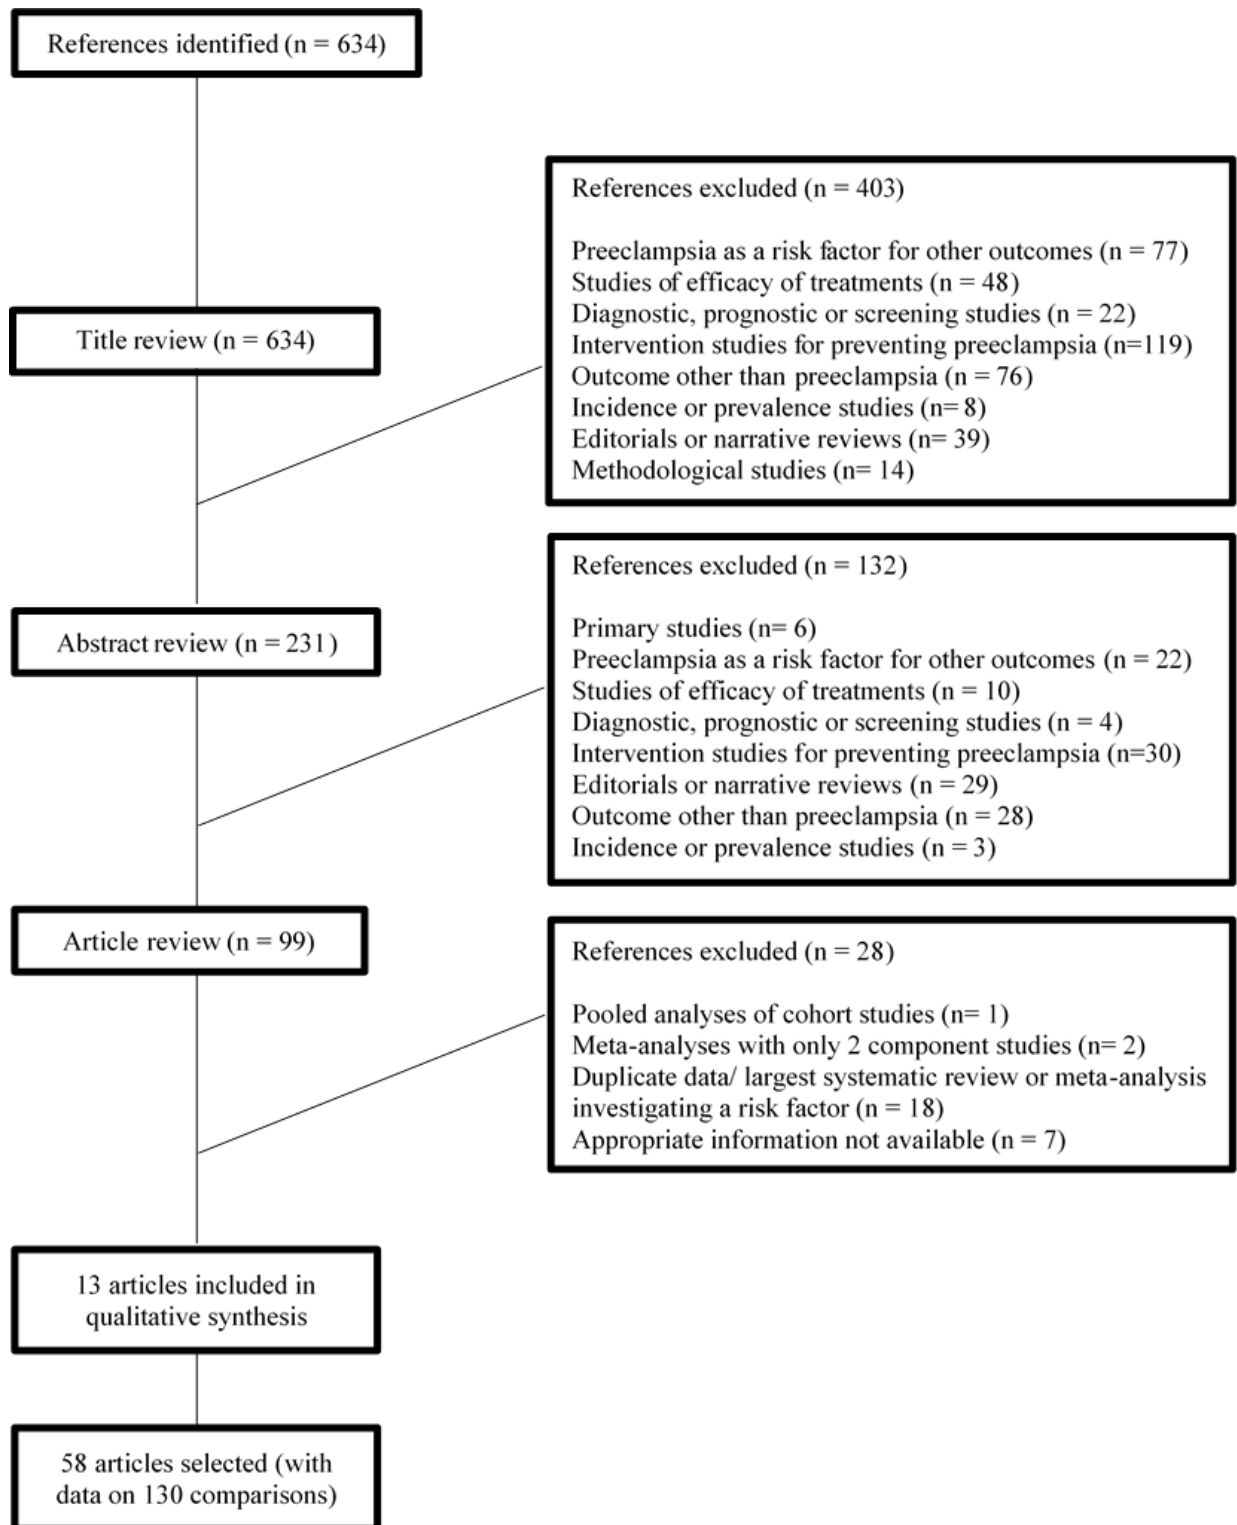 References identified (n = 634)
References excluded (n = 403)
Preeclampsia as a risk factor for other outcomes (n = 77)
Studies of efficacy of treatments (n = 48)
Diagnostic, prognostic or screening studies (n = 22)
Intervention studies for preventing preeclampsia (n=119)
Outcome other than preeclampsia (n = 76)
Incidence or prevalence studies (n= 8)
Editorials or narrative reviews (n= 39)
Methodological studies (n= 14)
Title review (n = 634)
References excluded (n = 132)
Primary studies (n= 6)
Preeclampsia as a risk factor for other outcomes (n = 22)
Studies of efficacy of treatments (n = 10)
Diagnostic, prognostic or screening studies (n = 4)
Intervention studies for preventing preeclampsia (n=30)
Editorials or narrative reviews (n = 29)
Outcome other than preeclampsia (n = 28)
Incidence or prevalence studies (n = 3)
Abstract review (n = 231)
References excluded (n = 28)
Pooled analyses of cohort studies (n= 1)
Meta-analyses with only 2 component studies (n= 2)
Duplicate data/ largest systematic review or meta-analysis
investigating a risk factor (n = 18)
Appropriate information not available (n = 7)
Article review (n = 99)
13 articles included in
qualitative synthesis
58 articles selected (with
data on 130 comparisons)